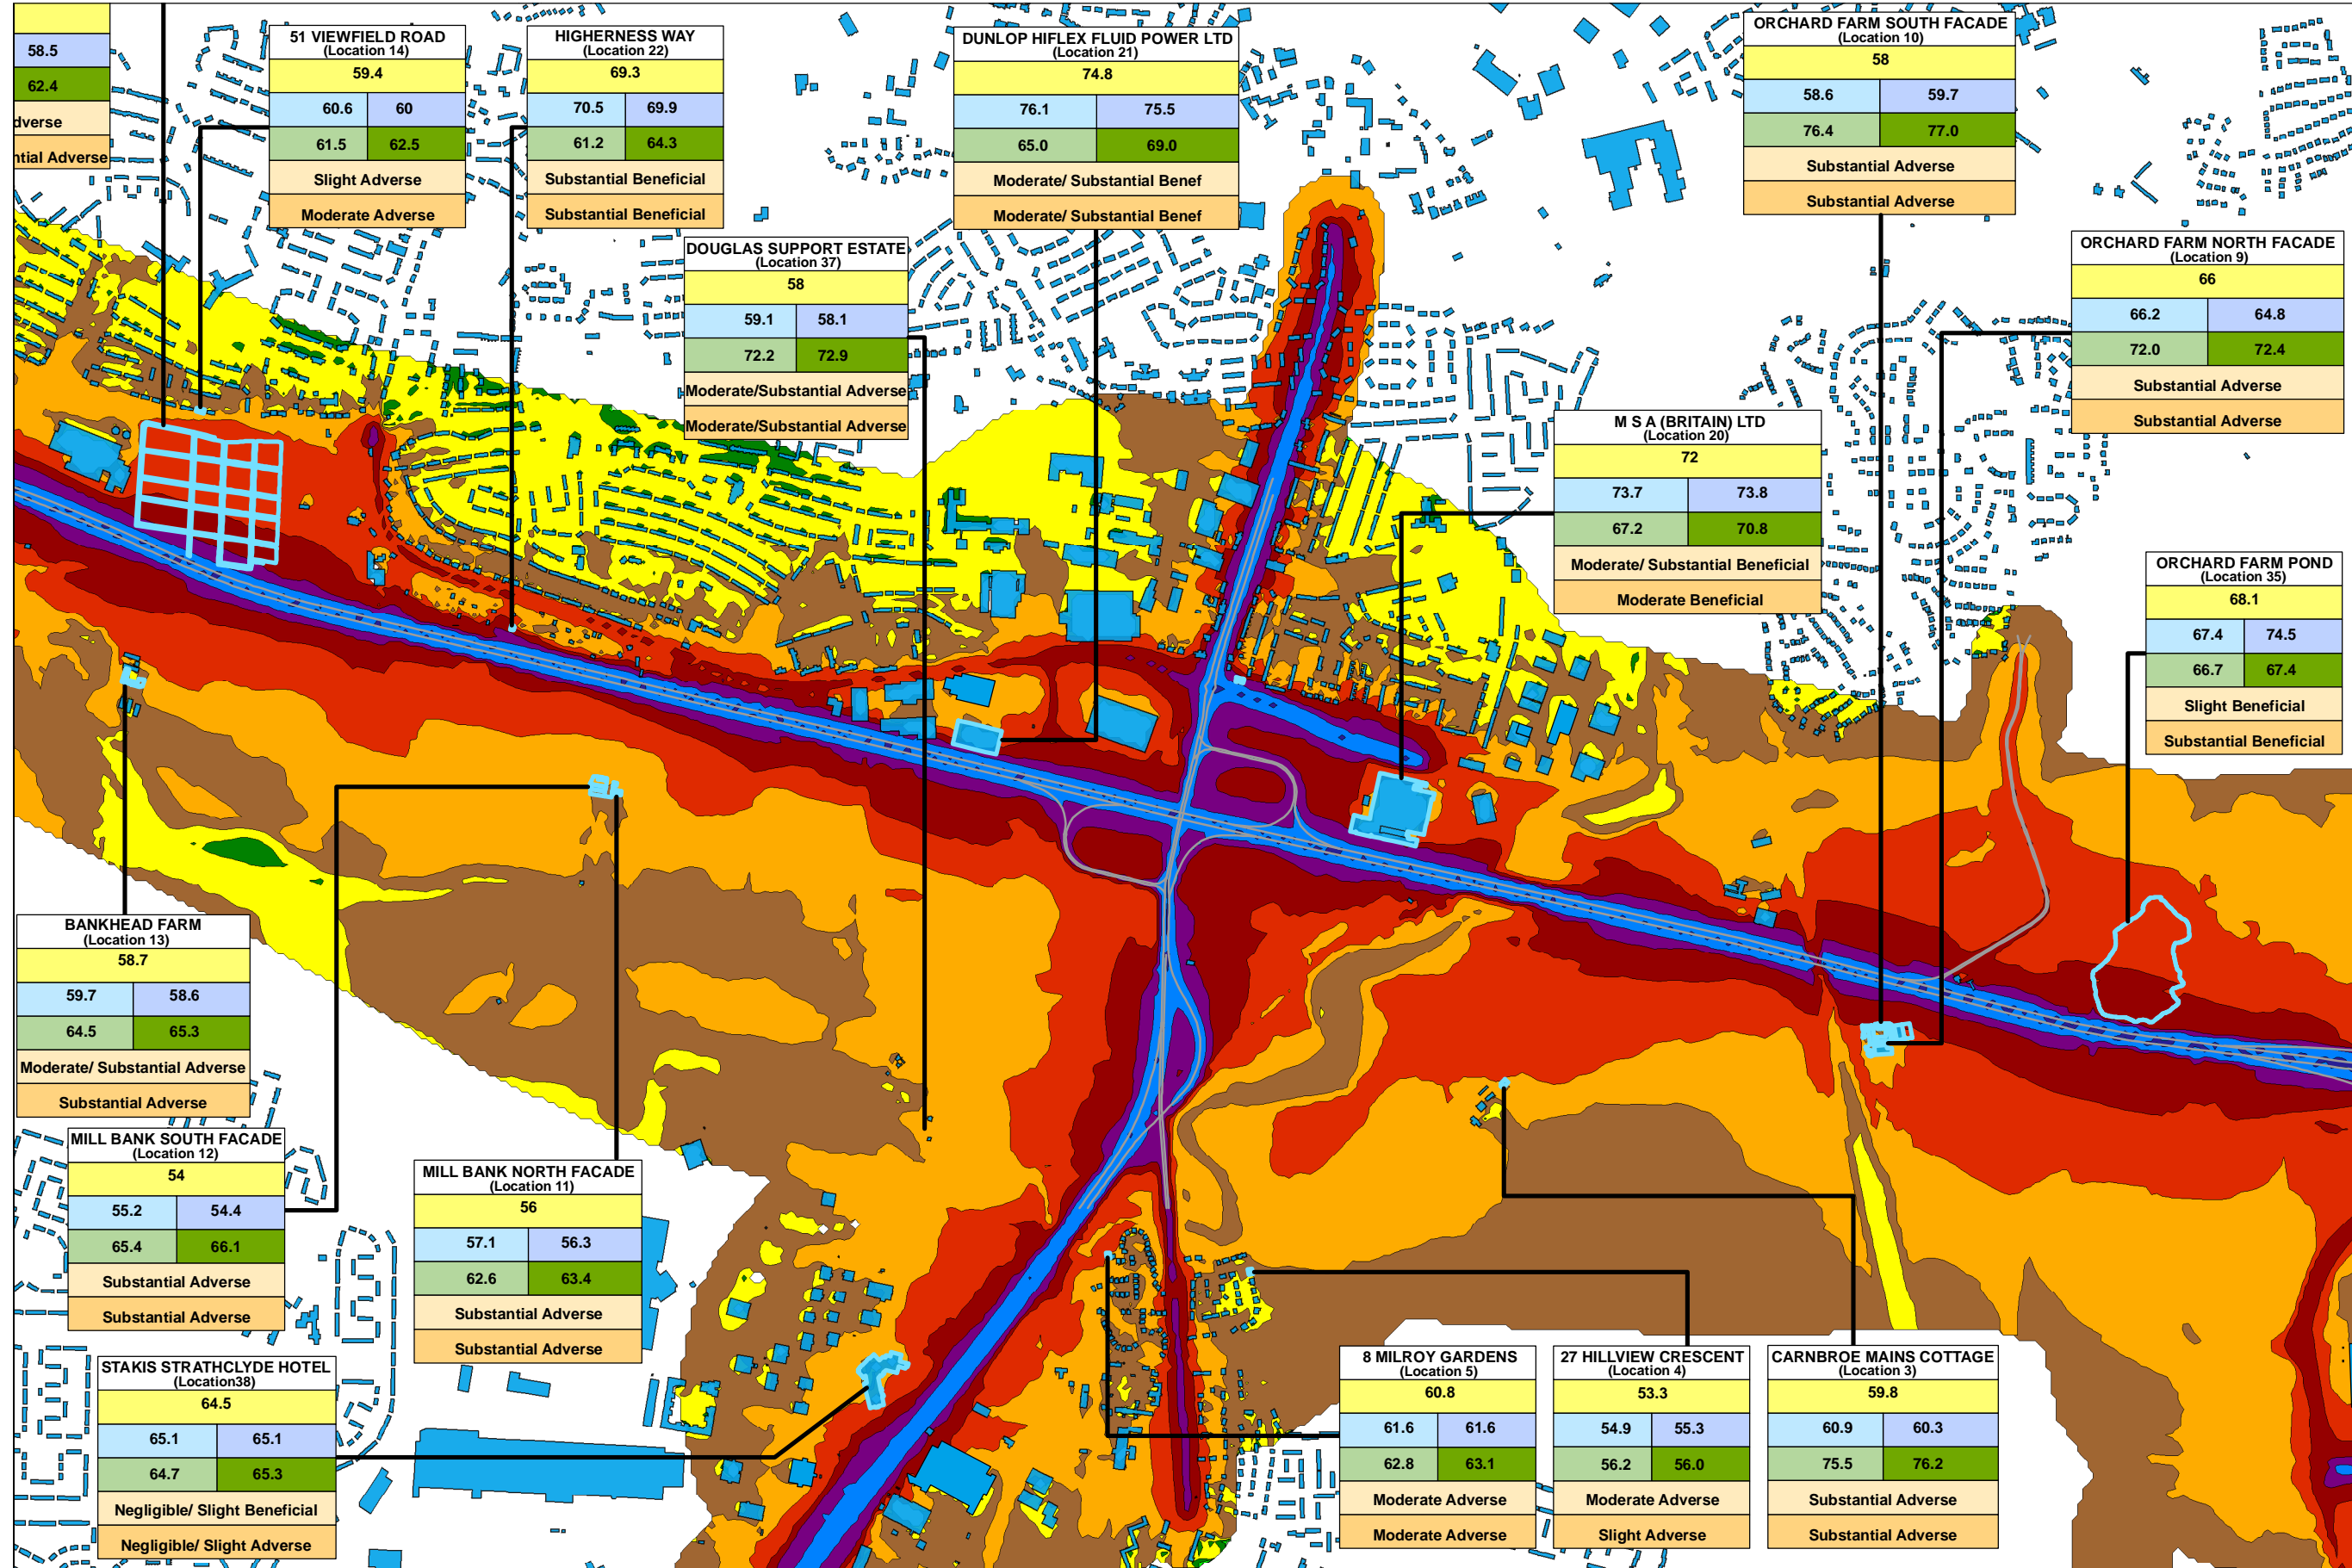 58.5
62.4
dverse
ntial Adverse
51 VIEWFIELD ROAD
(Location 14)
59.4
60.6 60
61.5 62.5
Slight Adverse
Moderate Adverse
HIGHERNESS WAY
(Location 22)
69.3
70.5 69.9
61.2 64.3
Substantial Beneficial
Substantial Beneficial
DUNLOP HIFLEX FLUID POWER LTD
(Location 21)
74.8
76.1 75.5
65.0 69.0
Moderate/ Substantial Benef
Moderate/ Substantial Benef
ORCHARD FARM SOUTH FACADE
(Location 10)
58
58.6 59.7
76.4 77.0
Substantial Adverse
Substantial Adverse
DOUGLAS SUPPORT ESTATE
(Location 37)
58
59.1 58.1
72.2 72.9
Moderate/Substantial Adverse
Moderate/Substantial Adverse
ORCHARD FARM NORTH FACADE
(Location 9)
66
66.2 64.8
72.0 72.4
Substantial Adverse
Substantial Adverse
M S A (BRITAIN) LTD
(Location 20)
72
73.7 73.8
67.2 70.8
Moderate/ Substantial Beneficial
Moderate Beneficial
ORCHARD FARM POND
(Location 35)
68.1
67.4 74.5
66.7 67.4
Slight Beneficial
Substantial Beneficial
BANKHEAD FARM
(Location 13)
58.7
59.7 58.6
64.5 65.3
Moderate/ Substantial Adverse
Substantial Adverse
MILL BANK SOUTH FACADE
(Location 12)
54
55.2 54.4
65.4 66.1
Substantial Adverse
Substantial Adverse
MILL BANK NORTH FACADE
(Location 11)
56
57.1 56.3
62.6 63.4
Substantial Adverse
Substantial Adverse
STAKIS STRATHCLYDE HOTEL
(Location38)
64.5
65.1 65.1
64.7 65.3
Negligible/ Slight Beneficial
Negligible/ Slight Adverse
8 MILROY GARDENS
(Location 5)
60.8
61.6 61.6
62.8 63.1
Moderate Adverse
Moderate Adverse
27 HILLVIEW CRESCENT
(Location 4)
53.3
54.9 55.3
56.2 56.0
Moderate Adverse
Slight Adverse
CARNBROE MAINS COTTAGE
(Location 3)
59.8
60.9 60.3
75.5 76.2
Substantial Adverse
Substantial Adverse